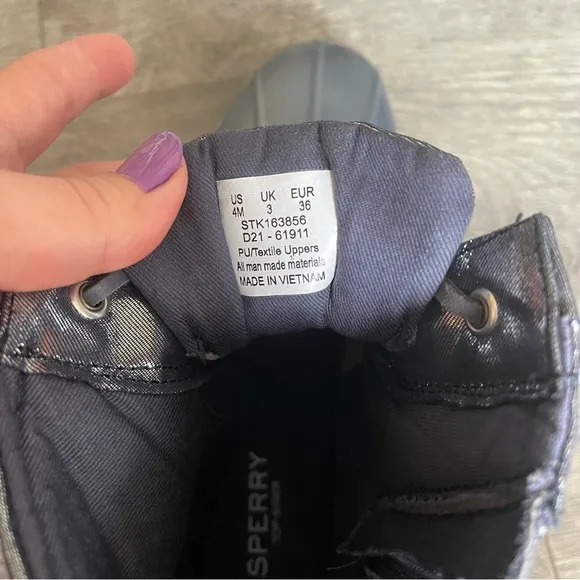 US UK EUR
4M 3 36
STK163856
D21 - 61911
PU/Textile Uppers
All man made materials
MADE IN VIETNAM
SPERRY